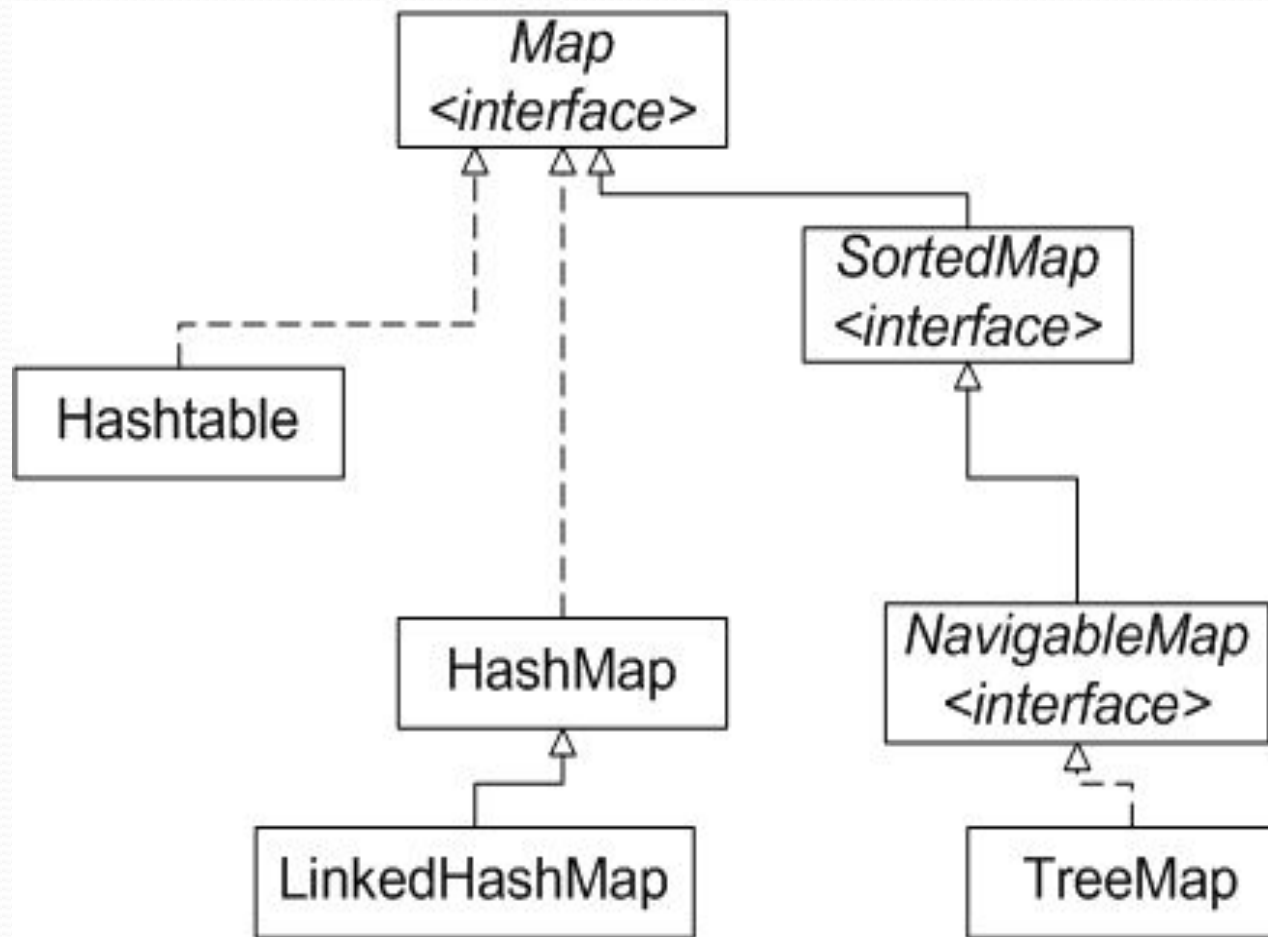 Map
<interface>
SortedMap
<interface>
Hashtable
NavigableMap
<interface>
HashMap
LinkedHashMap
TreeMap